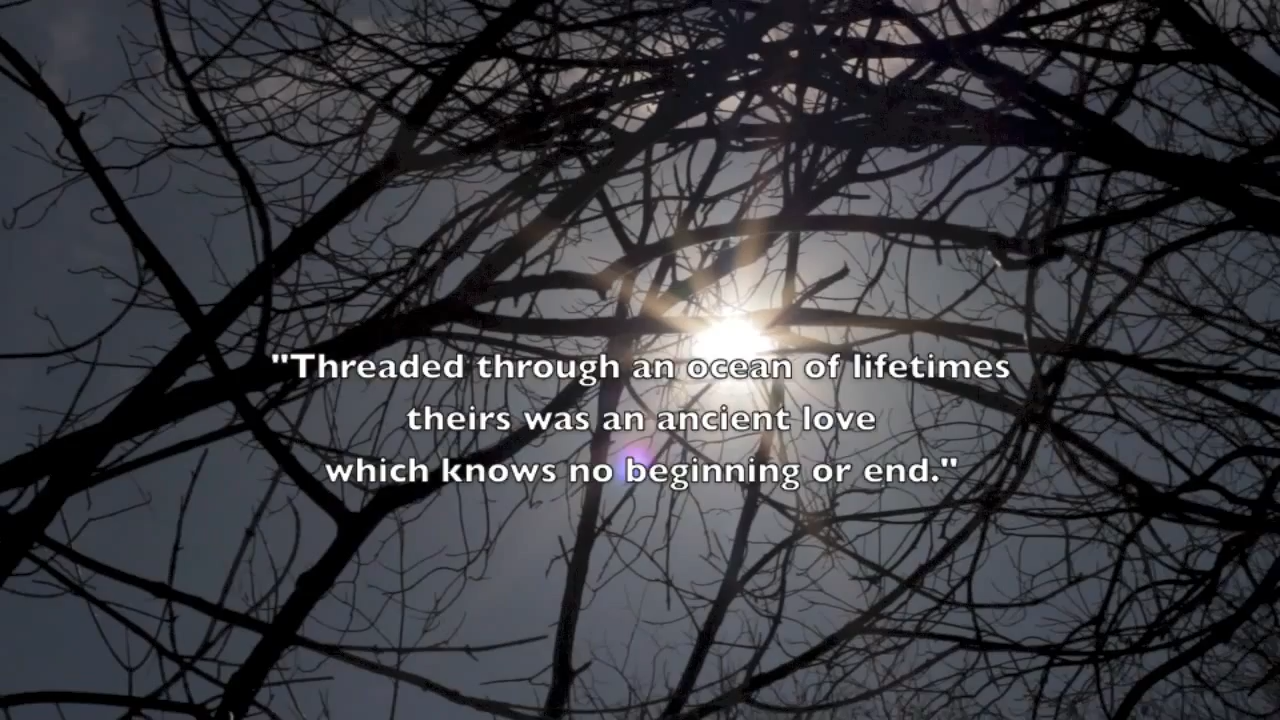 "Threaded through an ocean of lifetimes
theirs was an ancient love
which knows no beginning or end."